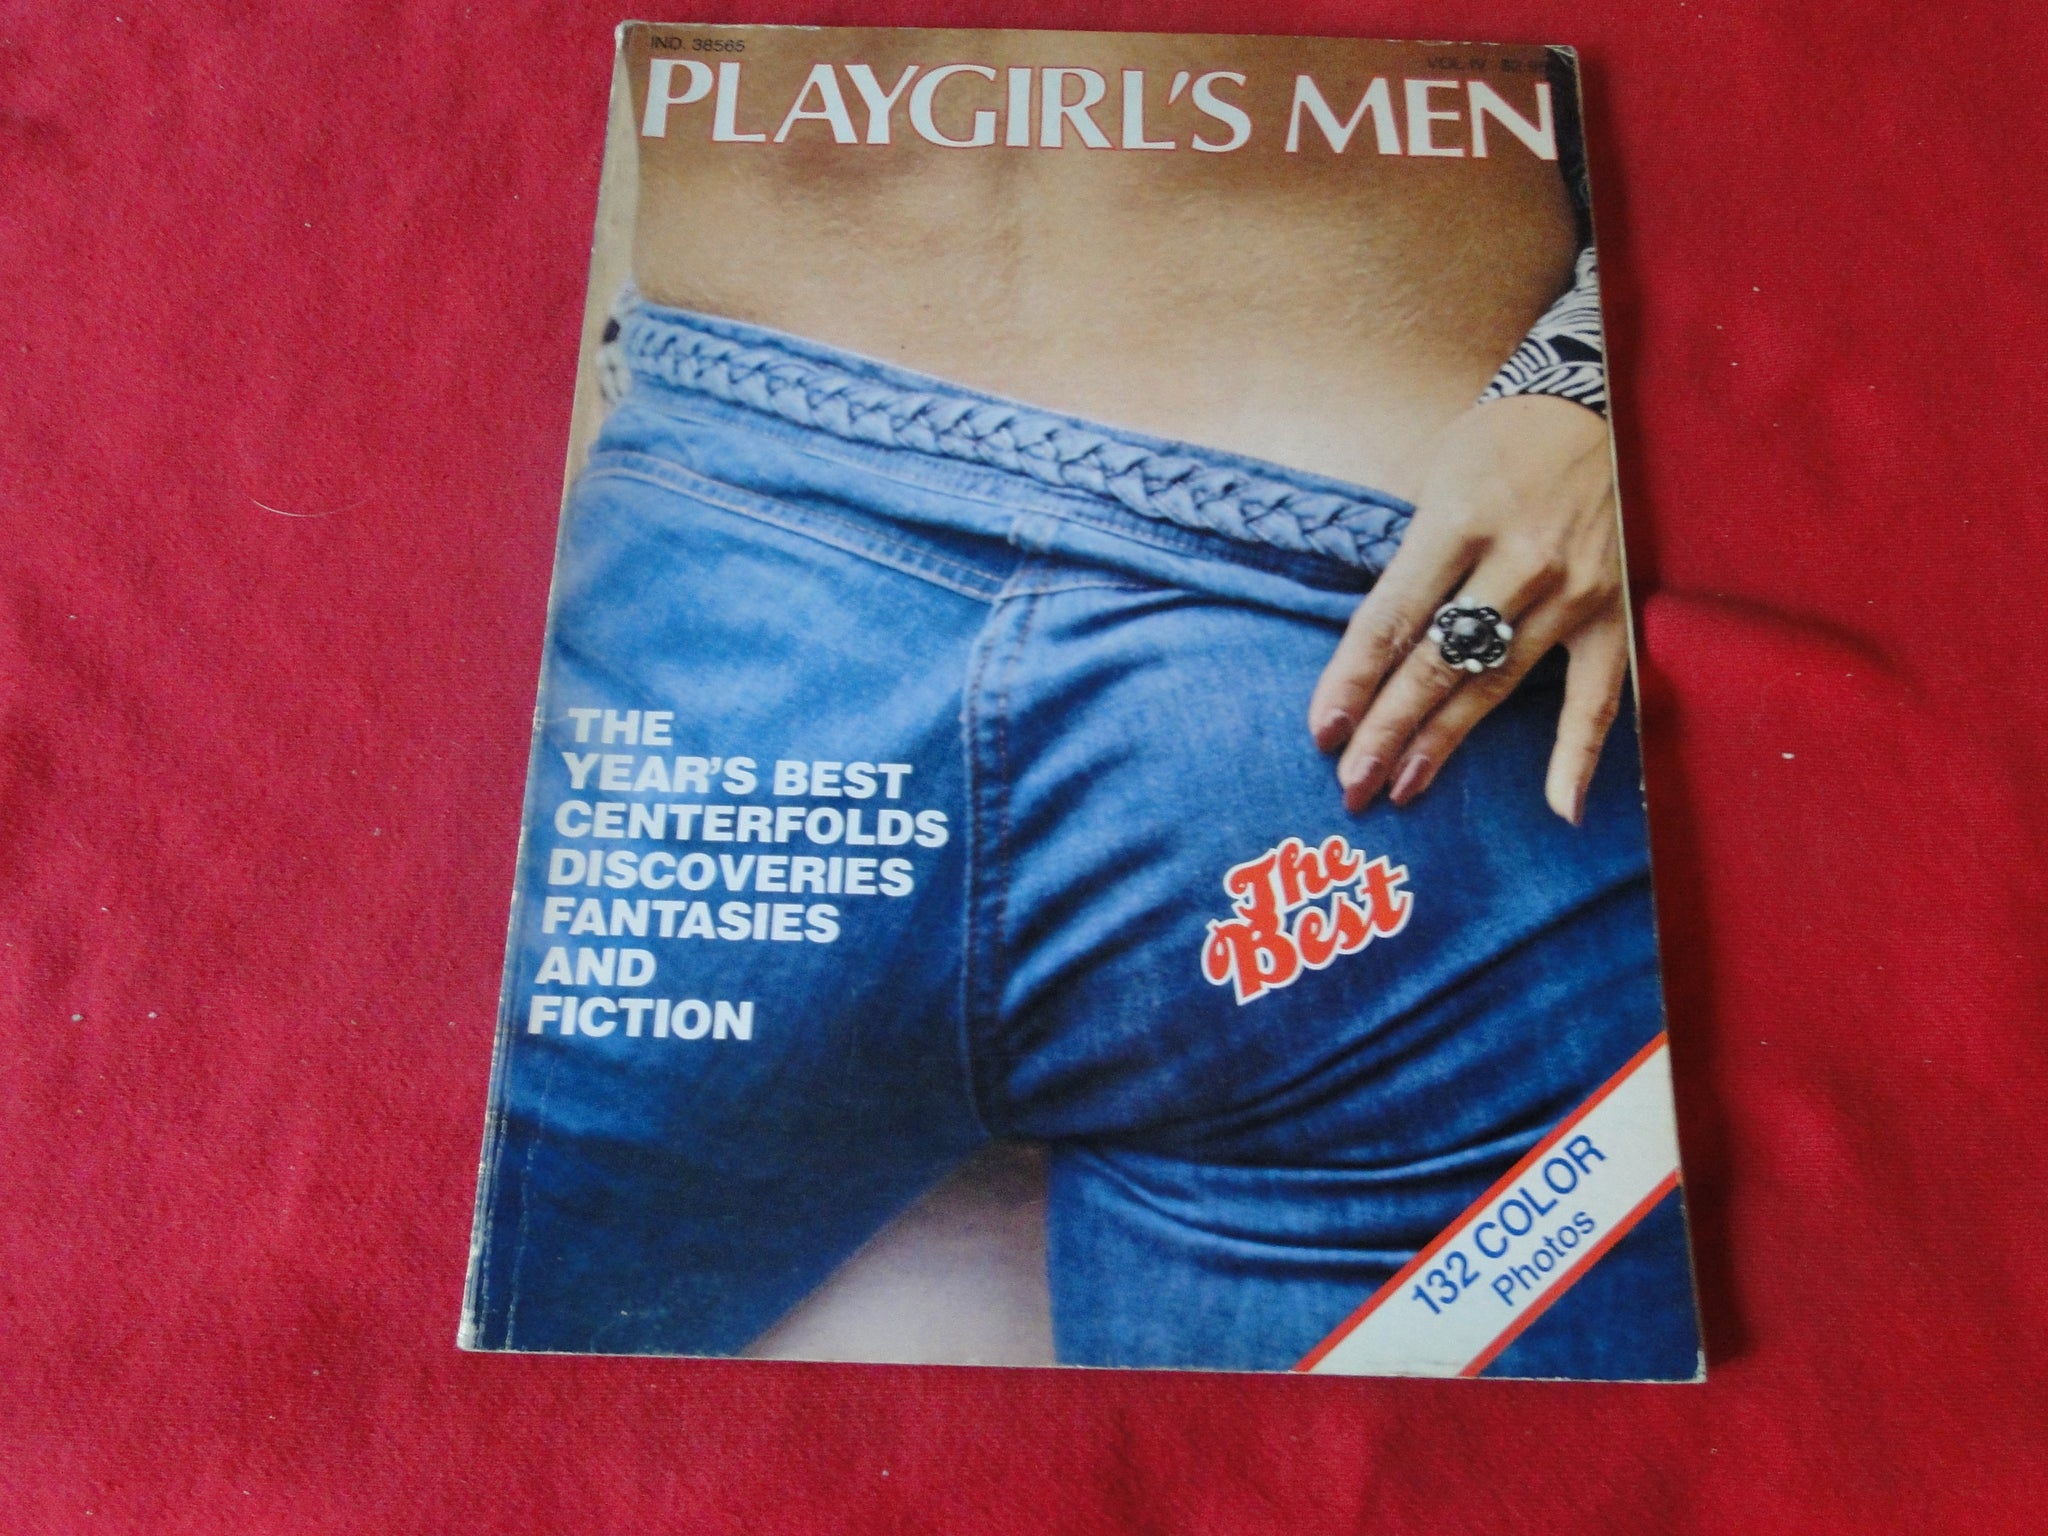 IND. 38565
VOL. IV
PLAYGIRL'S MEN
THE
YEAR'S BEST
CENTERFOLDS
DISCOVERIES
FANTASIES
AND
FICTION
The
Best
132 COLOR
Photos